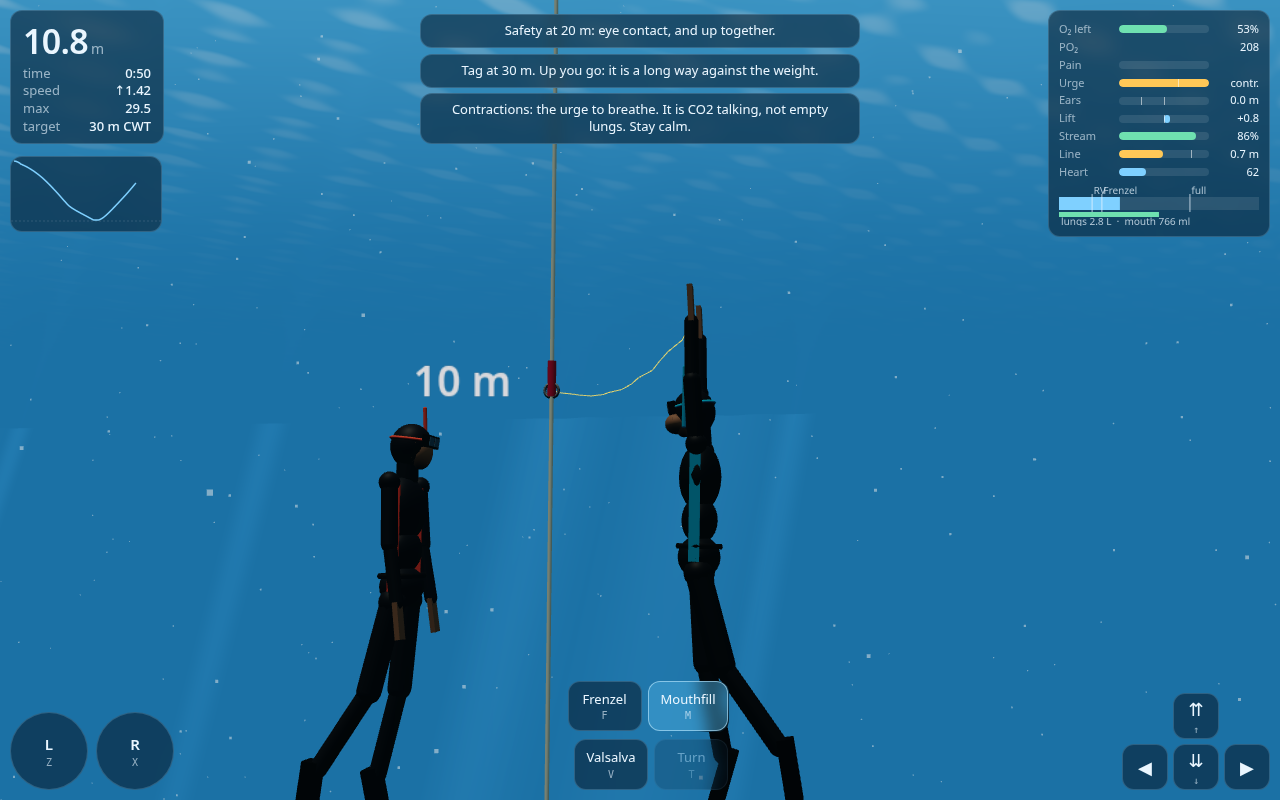 10.8 m
time 0:50
speed ↑1.42
max 29.5
target 30 m CWT
Safety at 20 m: eye contact, and up together.
Tag at 30 m. Up you go: it is a long way against the weight.
Contractions: the urge to breathe. It is CO2 talking, not empty
lungs. Stay calm.
O₂ left 53%
PO₂ 208
Pain
Urge contr.
Ears 0.0 m
Lift +0.8
Stream 86%
Line 0.7 m
Heart 62
RV Frenzel full
lungs 2.8 L · mouth 766 ml
10 m
Frenzel
F
Mouthfill
M
Valsalva
V
Turn
T
L
Z
R
X
⇈
↑
◀
⇊
↓
▶